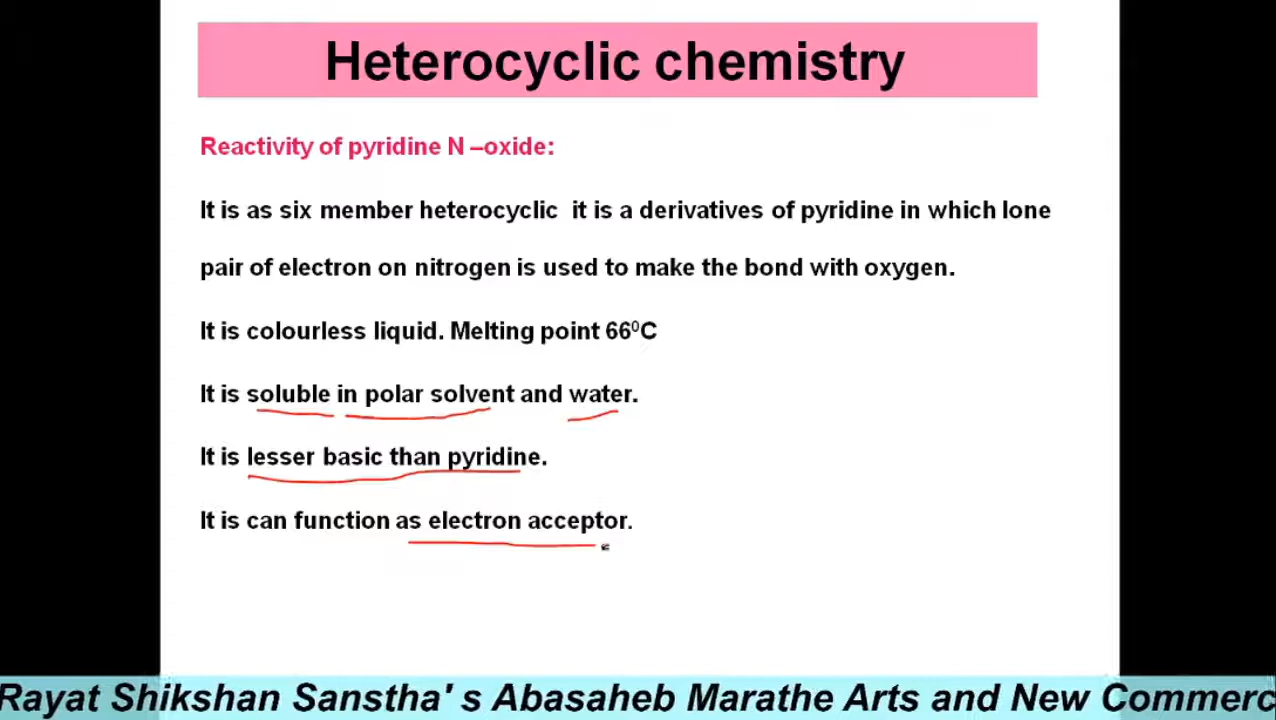 Heterocyclic chemistry
Reactivity of pyridine N –oxide:
It is as six member heterocyclic it is a derivatives of pyridine in which lone
pair of electron on nitrogen is used to make the bond with oxygen.
It is colourless liquid. Melting point 66⁰C
It is soluble in polar solvent and water.
It is lesser basic than pyridine.
It is can function as electron acceptor.
Rayat Shikshan Sanstha' s Abasaheb Marathe Arts and New Commerc